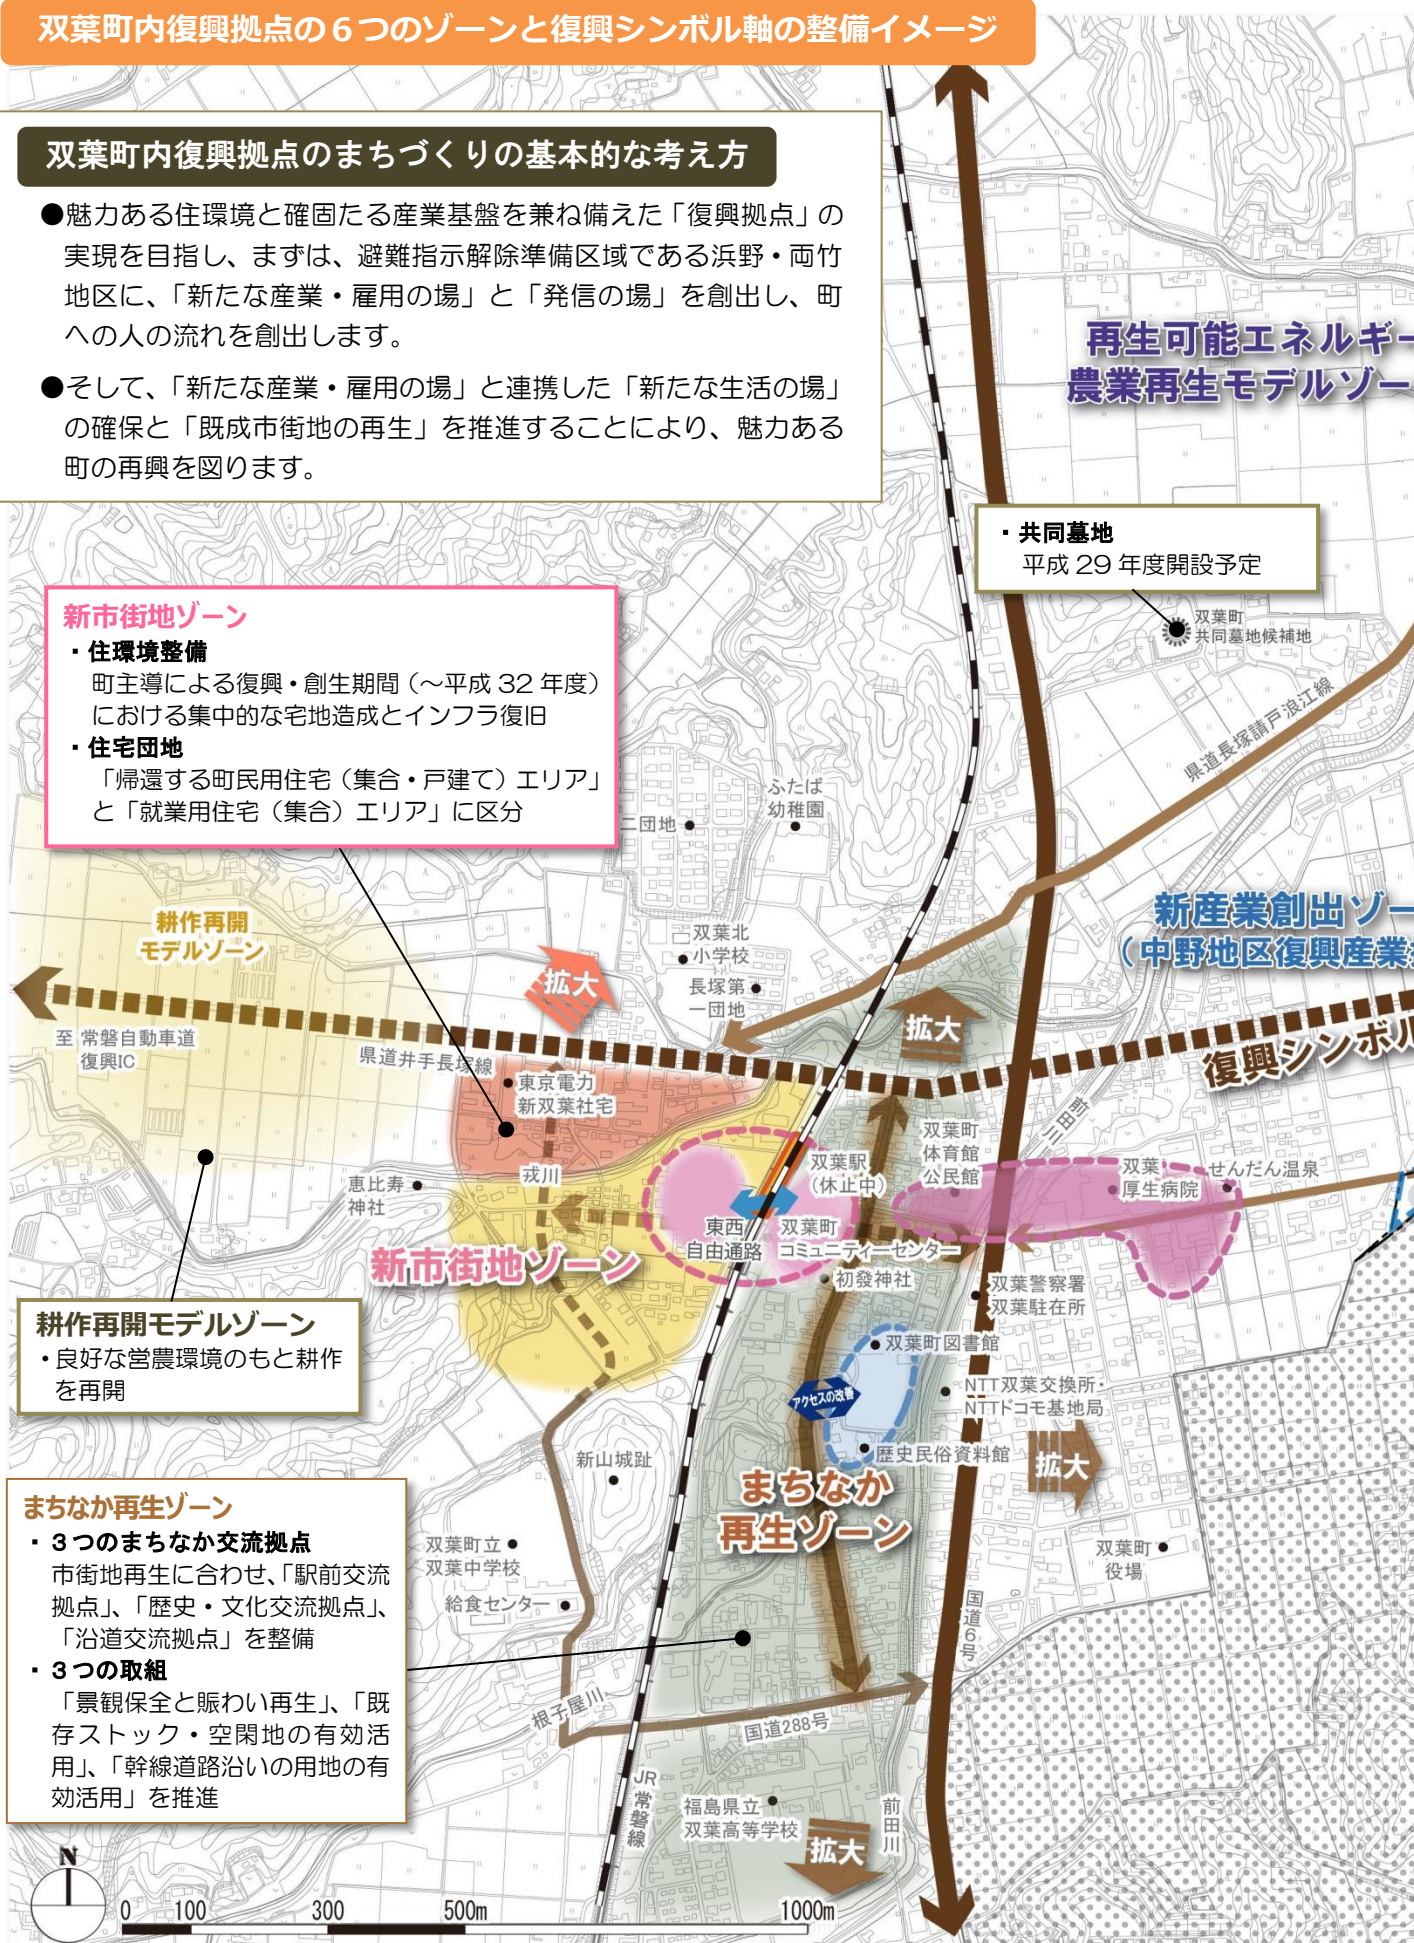 双葉町内復興拠点の６つのゾーンと復興シンボル軸の整備イメージ
双葉町内復興拠点のまちづくりの基本的な考え方
●魅力ある住環境と確固たる産業基盤を兼ね備えた「復興拠点」の
実現を目指し、まずは、避難指示解除準備区域である浜野・両竹
地区に、「新たな産業・雇用の場」と「発信の場」を創出し、町
への人の流れを創出します。
●そして、「新たな産業・雇用の場」と連携した「新たな生活の場」
の確保と「既成市街地の再生」を推進することにより、魅力ある
町の再興を図ります。
再生可能エネルギー
農業再生モデルゾー
・共同墓地
平成 29 年度開設予定
双葉町
共同墓地候補地
県道長塚請戸浪江線
新市街地ゾーン
・住環境整備
町主導による復興・創生期間（～平成 32 年度）
における集中的な宅地造成とインフラ復旧
・住宅団地
「帰還する町民用住宅（集合・戸建て）エリア」
と「就業用住宅（集合）エリア」に区分
ふたば
幼稚園
二団地
耕作再開
モデルゾーン
双葉北
小学校
長塚第
一団地
拡大
拡大
新産業創出ゾー
（中野地区復興産業
復興シンボル
至 常磐自動車道
復興IC
県道井手長塚線
東京電力
新双葉社宅
前田川
戎川
恵比寿
神社
双葉駅
（休止中）
双葉町
体育館
公民館
双葉
厚生病院
せんだん温泉
東西
自由通路
双葉町
コミュニティーセンター
新市街地ゾーン
初發神社
双葉警察署
双葉駐在所
耕作再開モデルゾーン
・良好な営農環境のもと耕作
を再開
双葉町図書館
アクセスの改善
NTT双葉交換所・
NTTドコモ基地局
歴史民俗資料館
拡大
新山城址
まちなか
再生ゾーン
まちなか再生ゾーン
・３つのまちなか交流拠点
市街地再生に合わせ、「駅前交流
拠点」、「歴史・文化交流拠点」、
「沿道交流拠点」を整備
・３つの取組
「景観保全と賑わい再生」、「既
存ストック・空閑地の有効活
用」、「幹線道路沿いの用地の有
効活用」を推進
双葉町立
双葉中学校
給食センター
双葉町
役場
国道6号
根子屋川
国道288号
JR常磐線
福島県立
双葉高等学校
前田川
拡大
N
0 100 300 500m 1000m